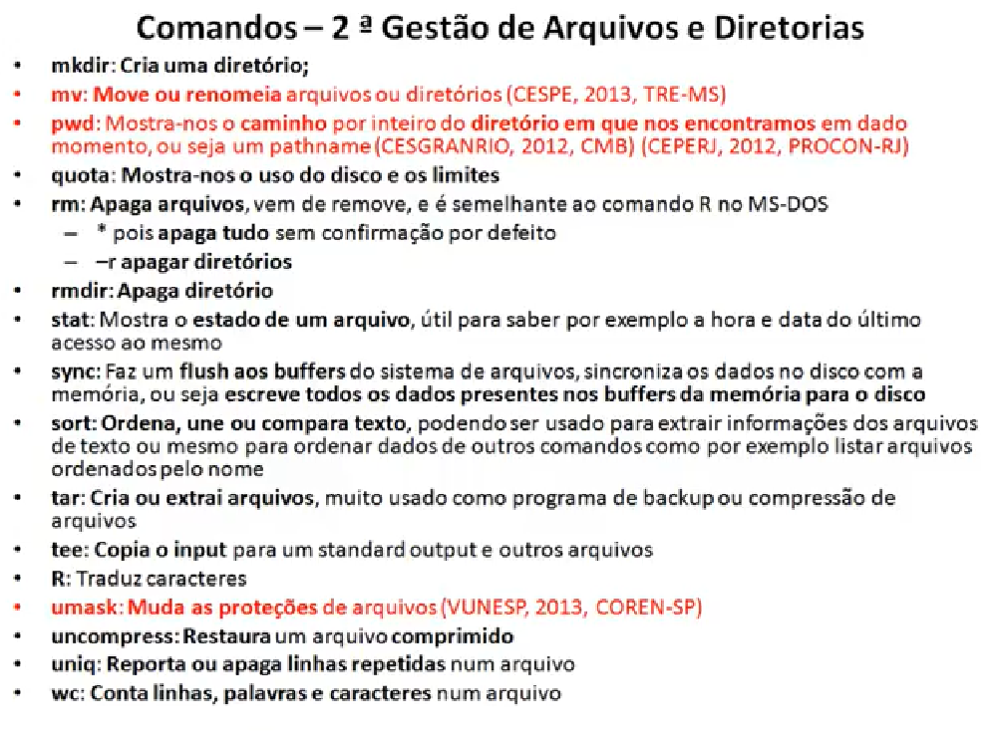 Comandos – 2 ª Gestão de Arquivos e Diretorias
• mkdir: Cria uma diretório;
• mv: Move ou renomeia arquivos ou diretórios (CESPE, 2013, TRE-MS)
• pwd: Mostra-nos o caminho por inteiro do diretório em que nos encontramos em dado
momento, ou seja um pathname (CESGRANRIO, 2012, CMB) (CEPERJ, 2012, PROCON-RJ)
• quota: Mostra-nos o uso do disco e os limites
• rm: Apaga arquivos, vem de remove, e é semelhante ao comando R no MS-DOS
– * pois apaga tudo sem confirmação por defeito
– –r apagar diretórios
• rmdir: Apaga diretório
• stat: Mostra o estado de um arquivo, útil para saber por exemplo a hora e data do último
acesso ao mesmo
• sync: Faz um flush aos buffers do sistema de arquivos, sincroniza os dados no disco com a
memória, ou seja escreve todos os dados presentes nos buffers da memória para o disco
• sort: Ordena, une ou compara texto, podendo ser usado para extrair informações dos arquivos
de texto ou mesmo para ordenar dados de outros comandos como por exemplo listar arquivos
ordenados pelo nome
• tar: Cria ou extrai arquivos, muito usado como programa de backup ou compressão de
arquivos
• tee: Copia o input para um standard output e outros arquivos
• R: Traduz caracteres
• umask: Muda as proteções de arquivos (VUNESP, 2013, COREN-SP)
• uncompress: Restaura um arquivo comprimido
• uniq: Reporta ou apaga linhas repetidas num arquivo
• wc: Conta linhas, palavras e caracteres num arquivo